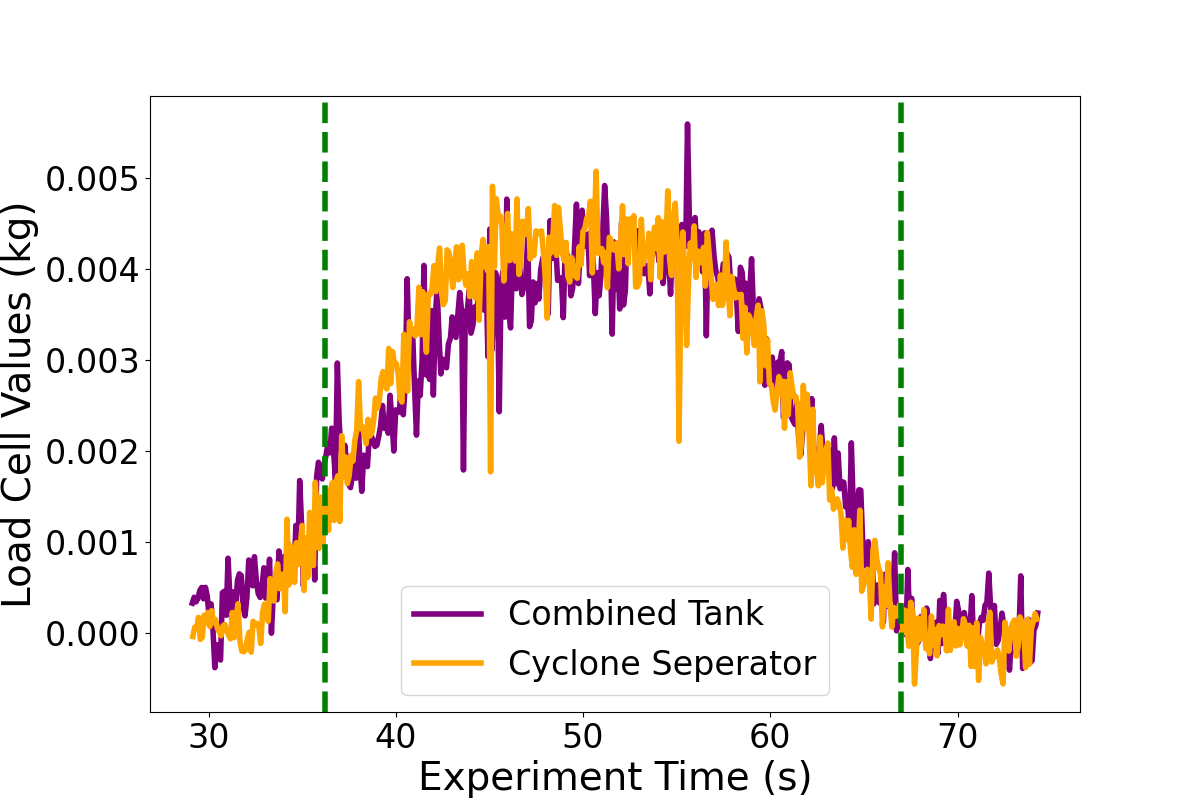 Load Cell Values (kg)
0.005
0.004
0.003
0.002
0.001
0.000
Combined Tank
Cyclone Seperator
30 40 50 60 70
Experiment Time (s)